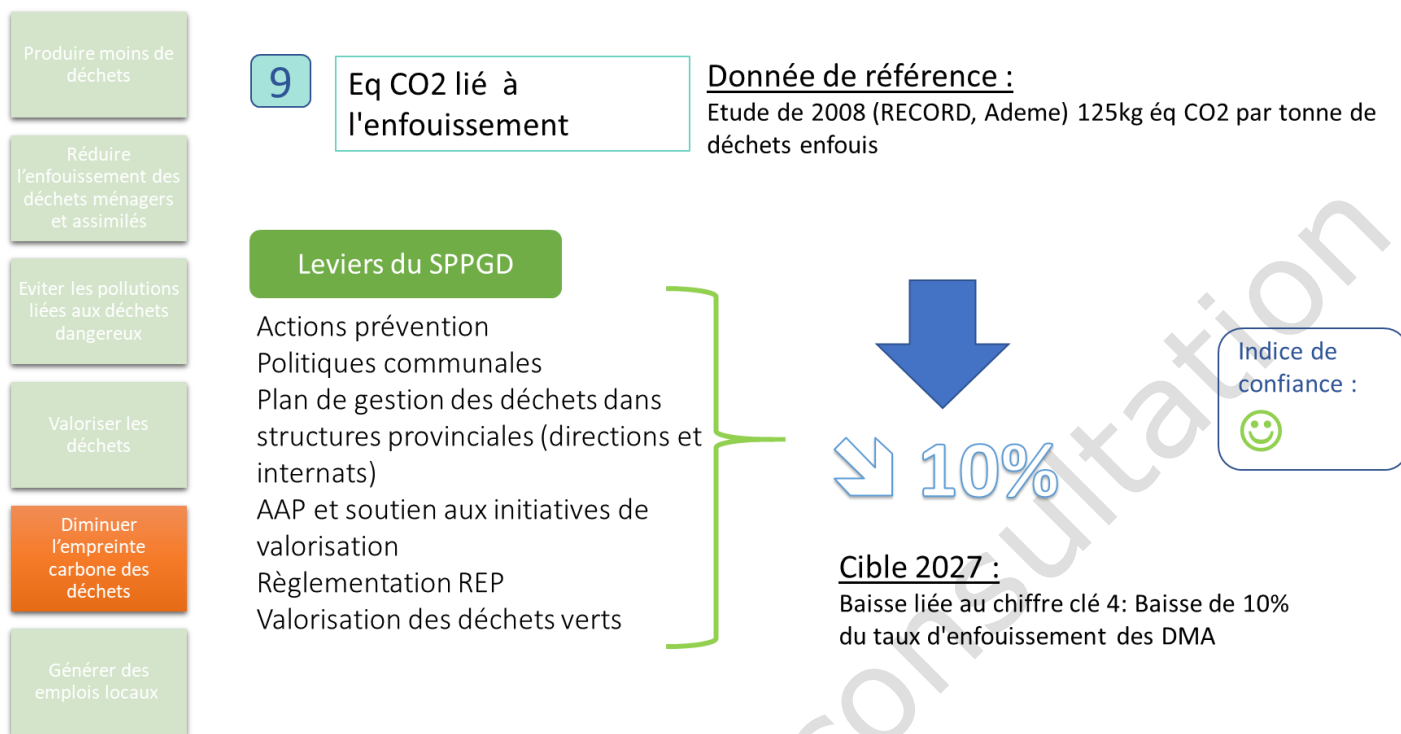 Produire moins de
déchets
Réduire
l'enfouissement des
déchets ménagers
et assimilés
Eviter les pollutions
liées aux déchets
dangereux
Valoriser les
déchets
Diminuer
l'empreinte
carbone des
déchets
Générer des
emplois locaux
9
Eq CO2 lié à
l'enfouissement
Donnée de référence :
Etude de 2008 (RECORD, Ademe) 125kg éq CO2 par tonne de
déchets enfouis
Leviers du SPPGD
Actions prévention
Politiques communales
Plan de gestion des déchets dans
structures provinciales (directions et
internats)
AAP et soutien aux initiatives de
valorisation
Règlementation REP
Valorisation des déchets verts
10%
Indice de
confiance :
Cible 2027 :
Baisse liée au chiffre clé 4: Baisse de 10%
du taux d'enfouissement des DMA
consultation